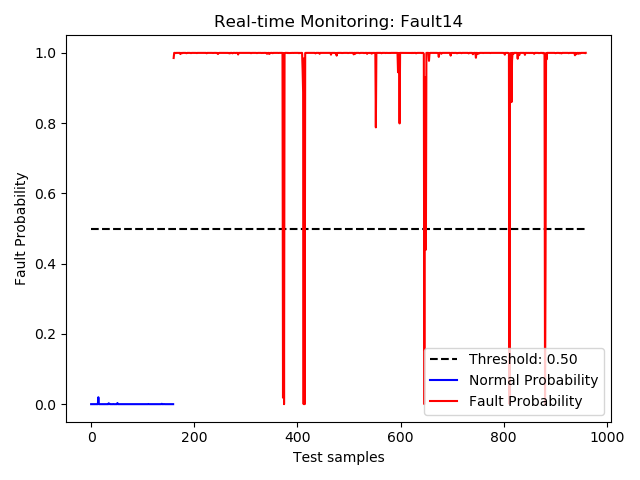 Real-time Monitoring: Fault14
1.0
0.8
0.6
0.4
0.2
0.0
Fault Probability
0
200
400
600
800
1000
Test samples
Threshold: 0.50
Normal Probability
Fault Probability